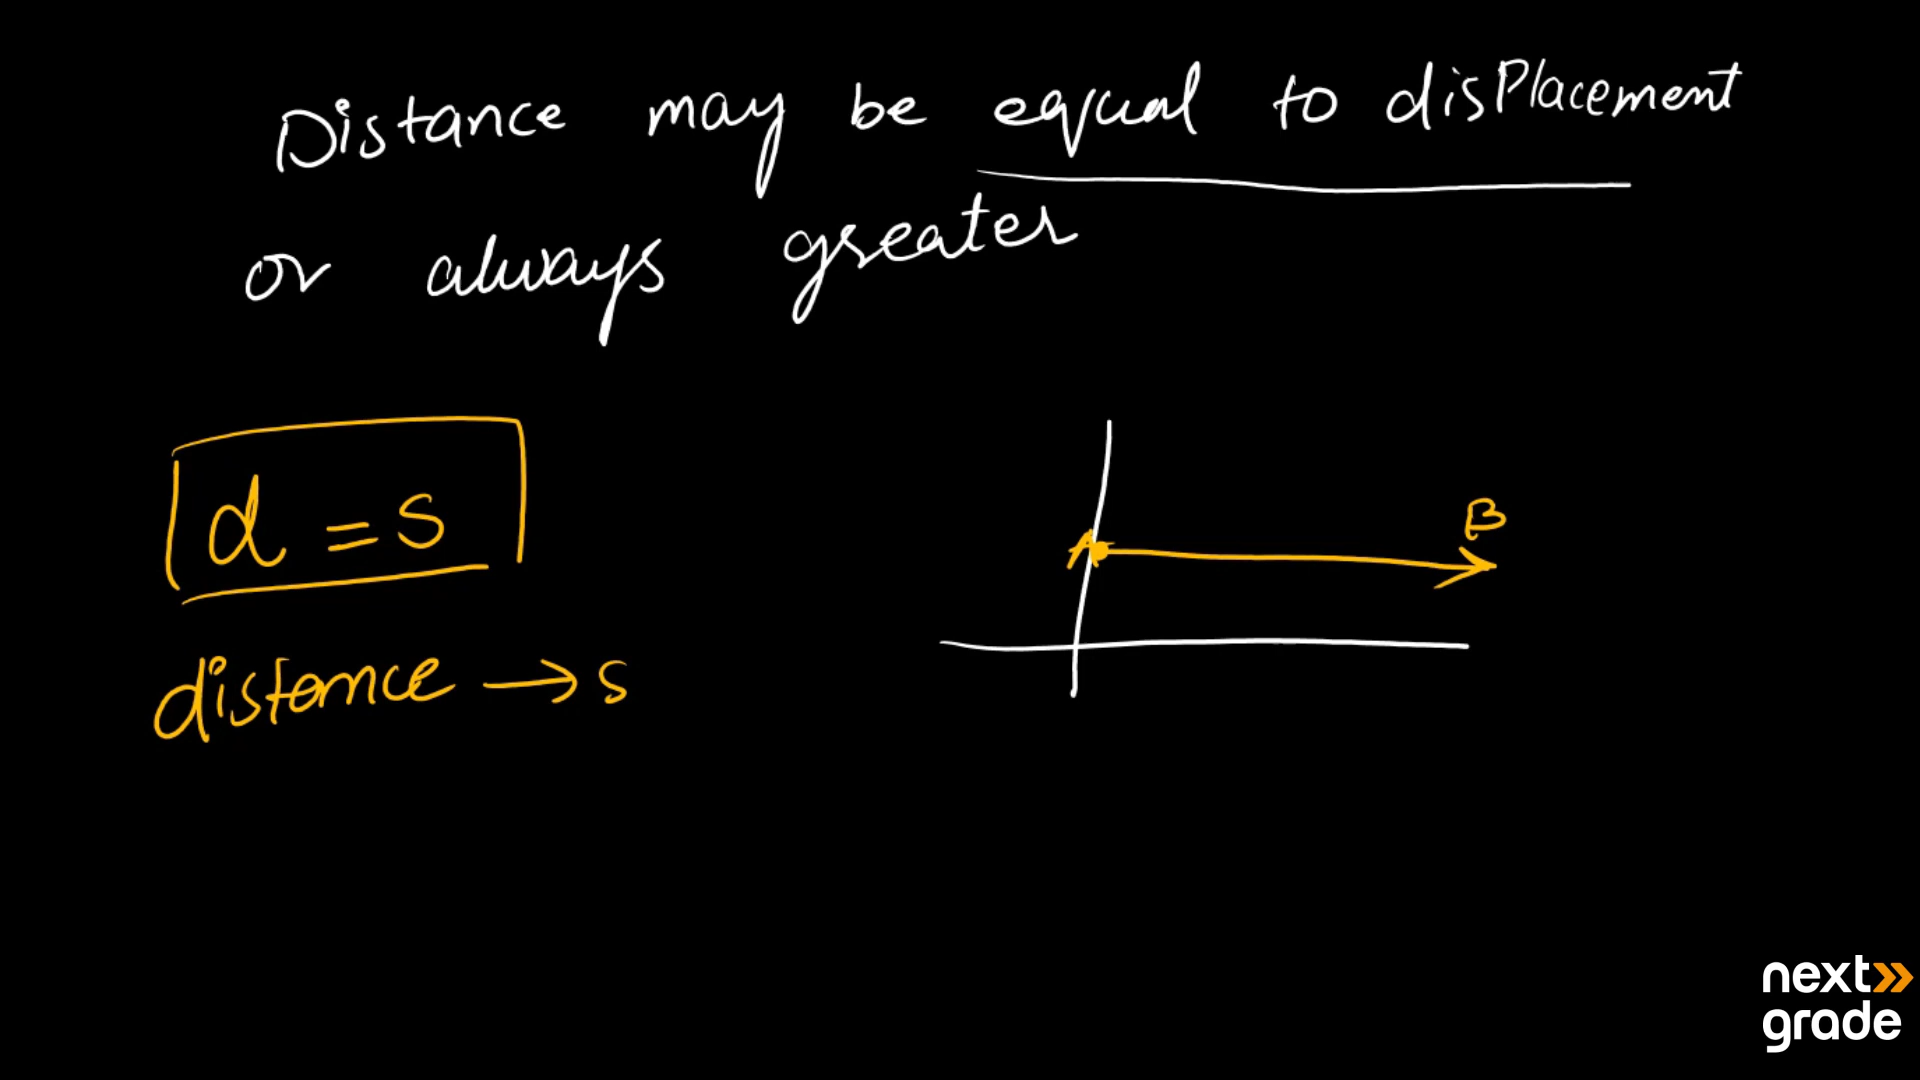 Distance may be equal to disPlacement
or always greater
d = s
A
B
distance → s
next
grade